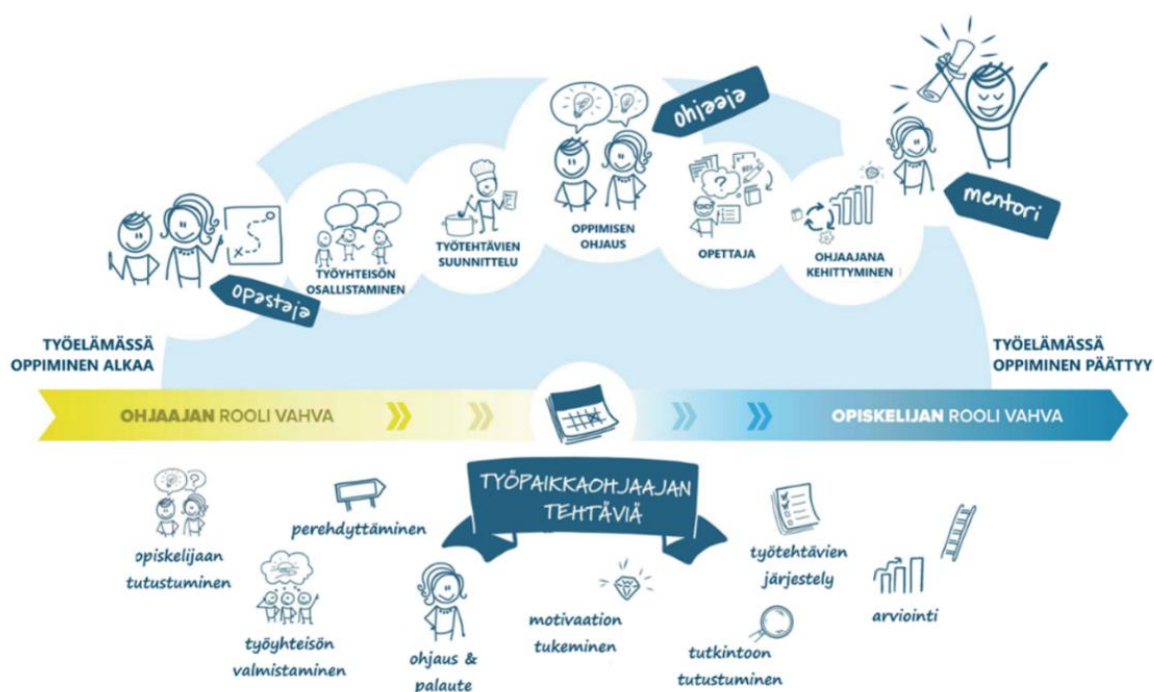 ohjaaja
mentori
OPPIMISEN
OHJAUS
TYÖTEHTÄVIEN
SUUNNITTELU
OPETTAJA
OHJAAJANA
KEHITTYMINEN
TYÖYHTEISÖN
OSALLISTAMINEN
opastaja
TYÖELÄMÄSSÄ
OPPIMINEN ALKAA
TYÖELÄMÄSSÄ
OPPIMINEN PÄÄTTYY
OHJAAJAN ROOLI VAHVA
OPISKELIJAN ROOLI VAHVA
TYÖPAIKKAOHJAAJAN
TEHTÄVIÄ
opiskelijaan
tutustuminen
perehdyttäminen
työyhteisön
valmistaminen
ohjaus &
palaute
motivaation
tukeminen
työtehtävien
järjestely
tutkintoon
tutustuminen
arviointi